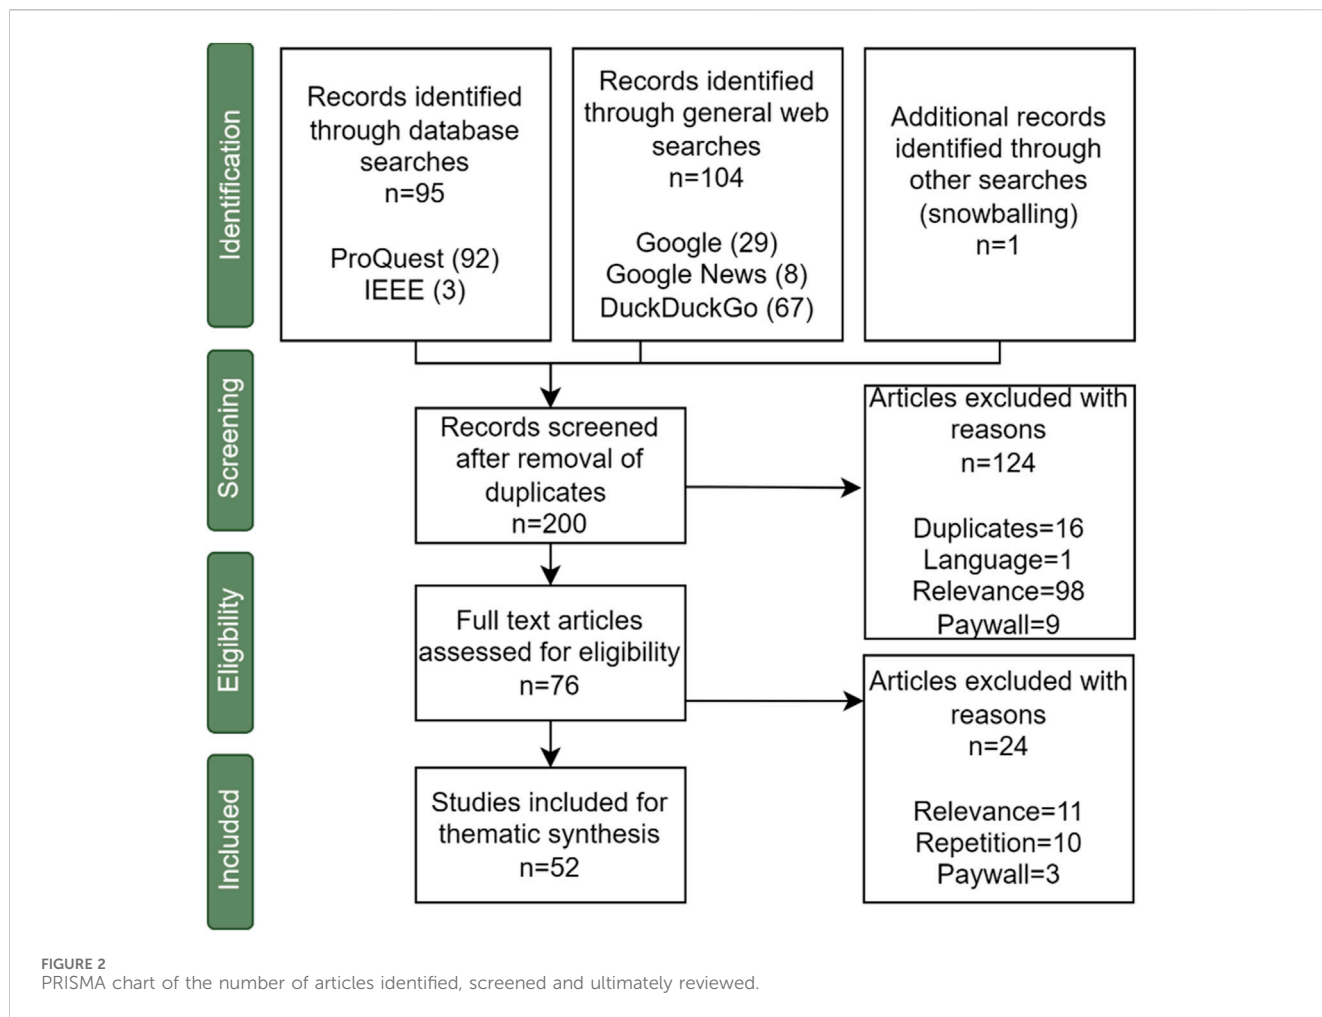 Identification
Records identified
through database
searches
n=95
ProQuest (92)
IEEE (3)
Records identified
through general web
searches
n=104
Google (29)
Google News (8)
DuckDuckGo (67)
Additional records
identified through
other searches
(snowballing)
n=1
Screening
Records screened
after removal of
duplicates
n=200
Articles excluded with
reasons
n=124
Duplicates=16
Language=1
Relevance=98
Paywall=9
Eligibility
Full text articles
assessed for eligibility
n=76
Articles excluded with
reasons
n=24
Relevance=11
Repetition=10
Paywall=3
Included
Studies included for
thematic synthesis
n=52
FIGURE 2
PRISMA chart of the number of articles identified, screened and ultimately reviewed.